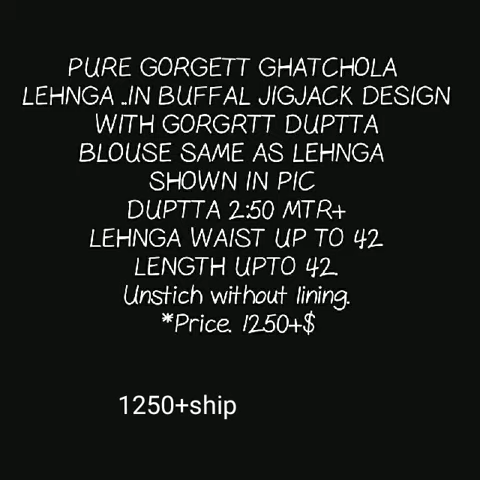 PURE GORGETT GHATCHOLA
LEHNGA ..IN BUFFAL JIGJACK DESIGN
WITH GORGRTT DUPTTA
BLOUSE SAME AS LEHNGA
SHOWN IN PIC
DUPTTA 2:50 MTR+
LEHNGA WAIST UP TO 42
LENGTH UPTO 42
Unstich without lining.
*Price. 1250+$
1250+ship